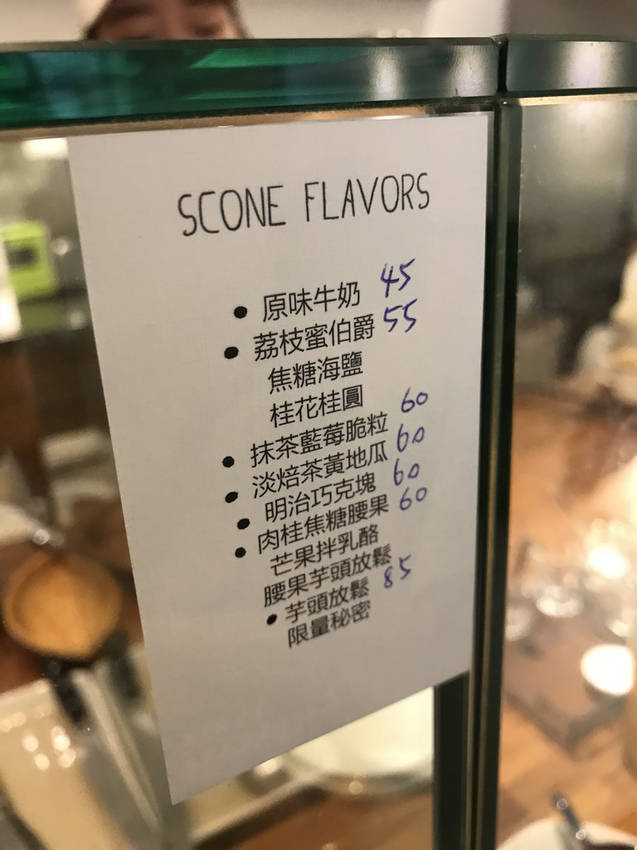 SCONE FLAVORS
• 原味牛奶 45
• 荔枝蜜伯爵 55
焦糖海鹽
桂花桂圓
• 抹茶藍莓脆粒 60
• 淡焙茶黃地瓜 60
• 明治巧克塊 60
• 肉桂焦糖腰果 60
芒果拌乳酪
腰果芋頭放鬆
• 芋頭放鬆 85
限量秘密